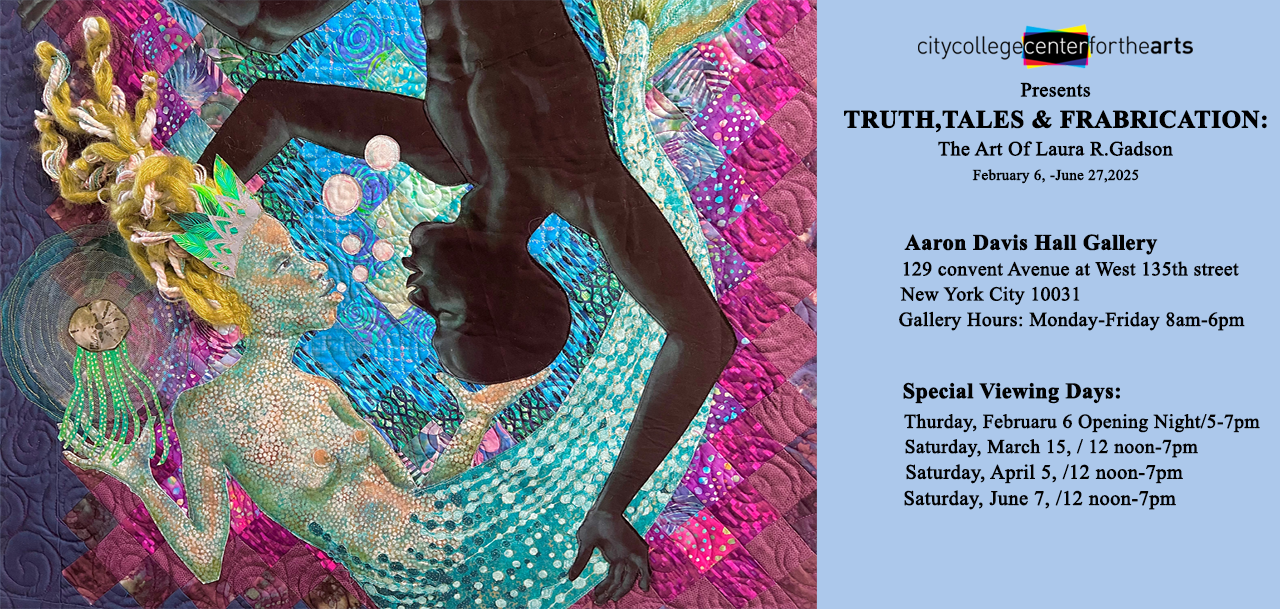 citycollegecenterforthearts
Presents
TRUTH,TALES & FRABRICATION:
The Art Of Laura R.Gadson
February 6, -June 27,2025
Aaron Davis Hall Gallery
129 convent Avenue at West 135th street
New York City 10031
Gallery Hours: Monday-Friday 8am-6pm
Special Viewing Days:
Thurday, Februaru 6 Opening Night/5-7pm
Saturday, March 15, / 12 noon-7pm
Saturday, April 5, /12 noon-7pm
Saturday, June 7, /12 noon-7pm